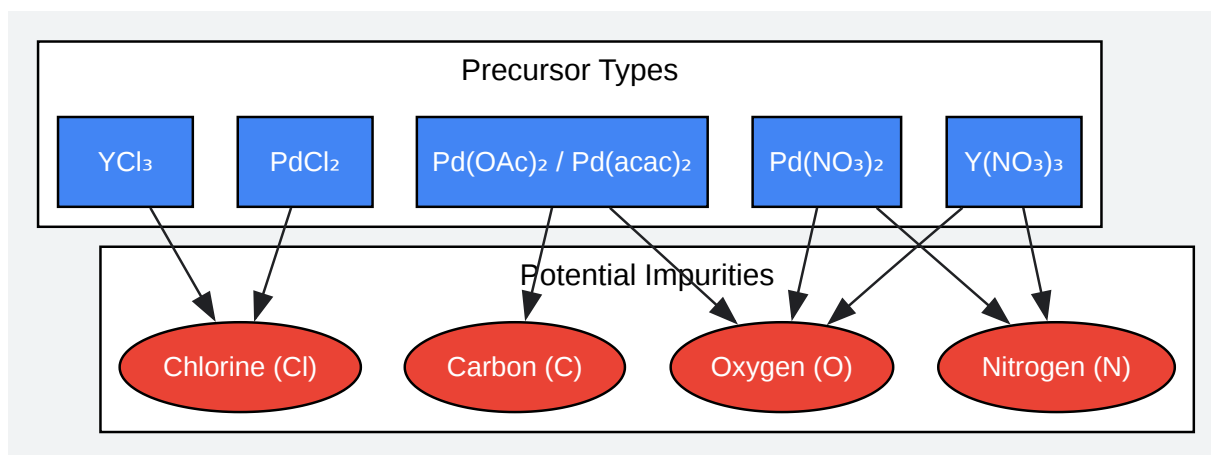 Precursor Types
YCl₃
PdCl₂
Pd(OAc)₂ / Pd(acac)₂
Pd(NO₃)₂
Y(NO₃)₃
Potential Impurities
Chlorine (Cl)
Carbon (C)
Oxygen (O)
Nitrogen (N)